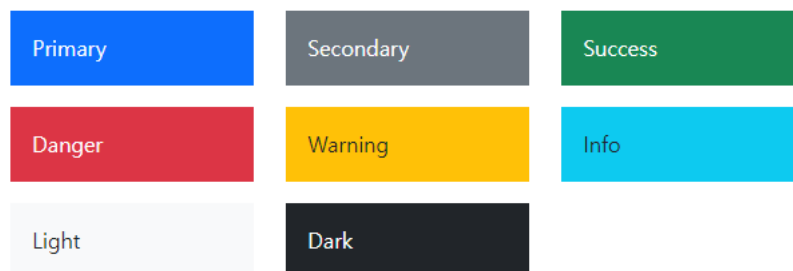 Primary
Secondary
Success
Danger
Warning
Info
Light
Dark